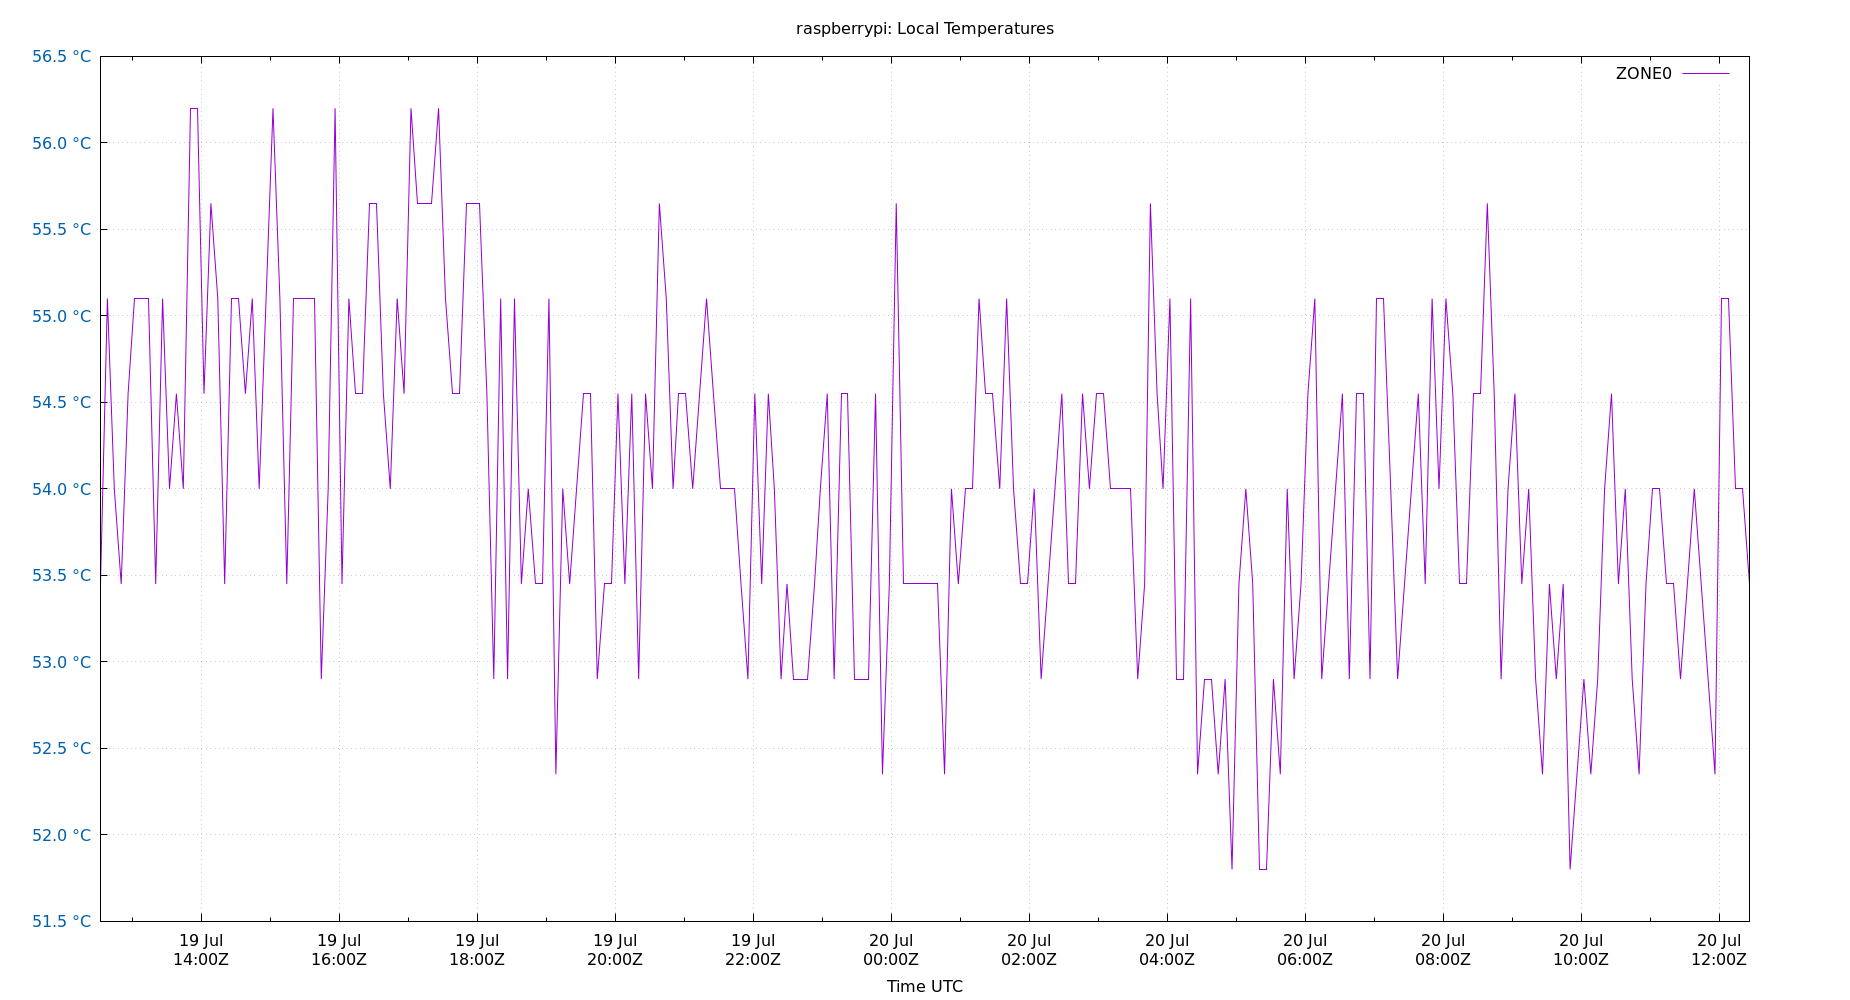 raspberrypi: Local Temperatures
56.5 °C
ZONE0
56.0 °C
55.5 °C
55.0 °C
54.5 °C
54.0 °C
53.5 °C
53.0 °C
52.5 °C
52.0 °C
51.5 °C
19 Jul 19 Jul 19 Jul 19 Jul 19 Jul 20 Jul 20 Jul 20 Jul 20 Jul 20 Jul 20 Jul 20 Jul
14:00Z 16:00Z 18:00Z 20:00Z 22:00Z 00:00Z 02:00Z 04:00Z 06:00Z 08:00Z 10:00Z 12:00Z
Time UTC